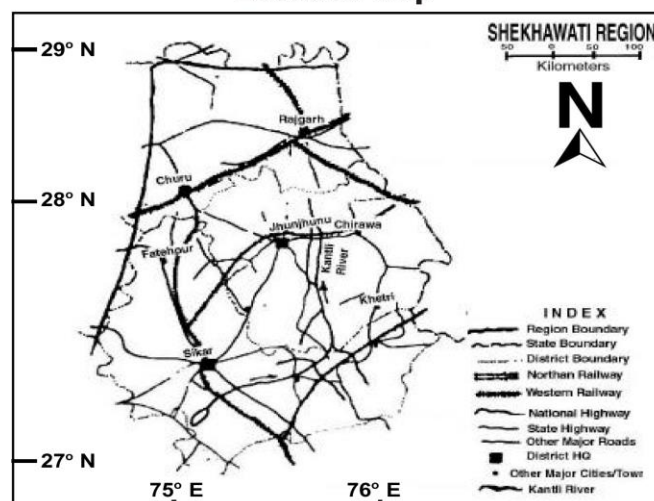 29° N
SHEKHAWATI REGION
50 0 50 100
Kilometers
N
Rajgarh
28° N
Churu
Jhunjhunu
Chirawa
Fatehpur
Kantli
River
Khetri
Sikar
INDEX
Region Boundary
State Boundary
District Boundary
Northan Railway
Western Railway
National Highway
State Highway
Other Major Roads
District HQ
Other Major Cities/Town
Kantli River
27° N
75° E
76° E